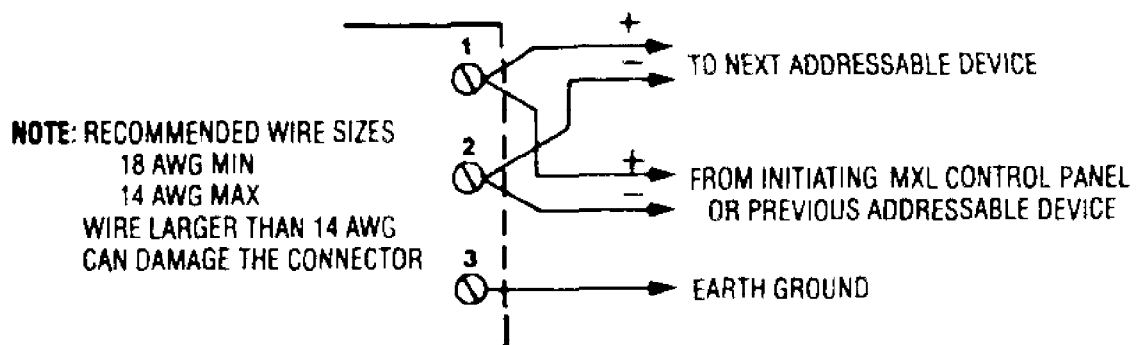 1
+
−
TO NEXT ADDRESSABLE DEVICE
NOTE: RECOMMENDED WIRE SIZES
18 AWG MIN
14 AWG MAX
WIRE LARGER THAN 14 AWG
CAN DAMAGE THE CONNECTOR
2
+
−
FROM INITIATING MXL CONTROL PANEL
OR PREVIOUS ADDRESSABLE DEVICE
3
EARTH GROUND